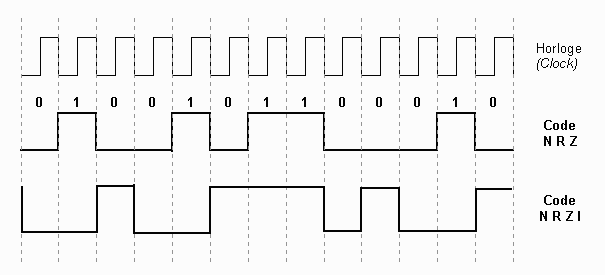 Horloge
(Clock)
0 1 0 0 1 0 1 1 0 0 0 1 0
Code
N R Z
Code
N R Z I